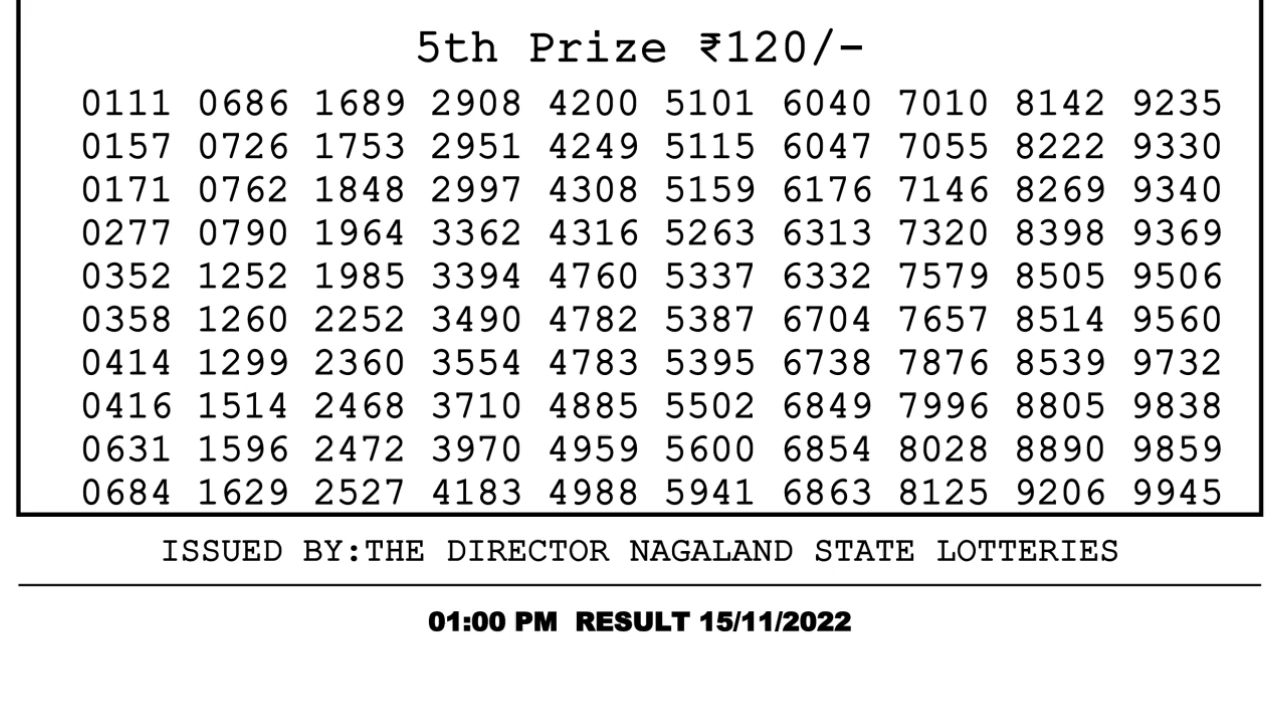 5th Prize ₹120/-
0111 0686 1689 2908 4200 5101 6040 7010 8142 9235
0157 0726 1753 2951 4249 5115 6047 7055 8222 9330
0171 0762 1848 2997 4308 5159 6176 7146 8269 9340
0277 0790 1964 3362 4316 5263 6313 7320 8398 9369
0352 1252 1985 3394 4760 5337 6332 7579 8505 9506
0358 1260 2252 3490 4782 5387 6704 7657 8514 9560
0414 1299 2360 3554 4783 5395 6738 7876 8539 9732
0416 1514 2468 3710 4885 5502 6849 7996 8805 9838
0631 1596 2472 3970 4959 5600 6854 8028 8890 9859
0684 1629 2527 4183 4988 5941 6863 8125 9206 9945
ISSUED BY:THE DIRECTOR NAGALAND STATE LOTTERIES
01:00 PM RESULT 15/11/2022